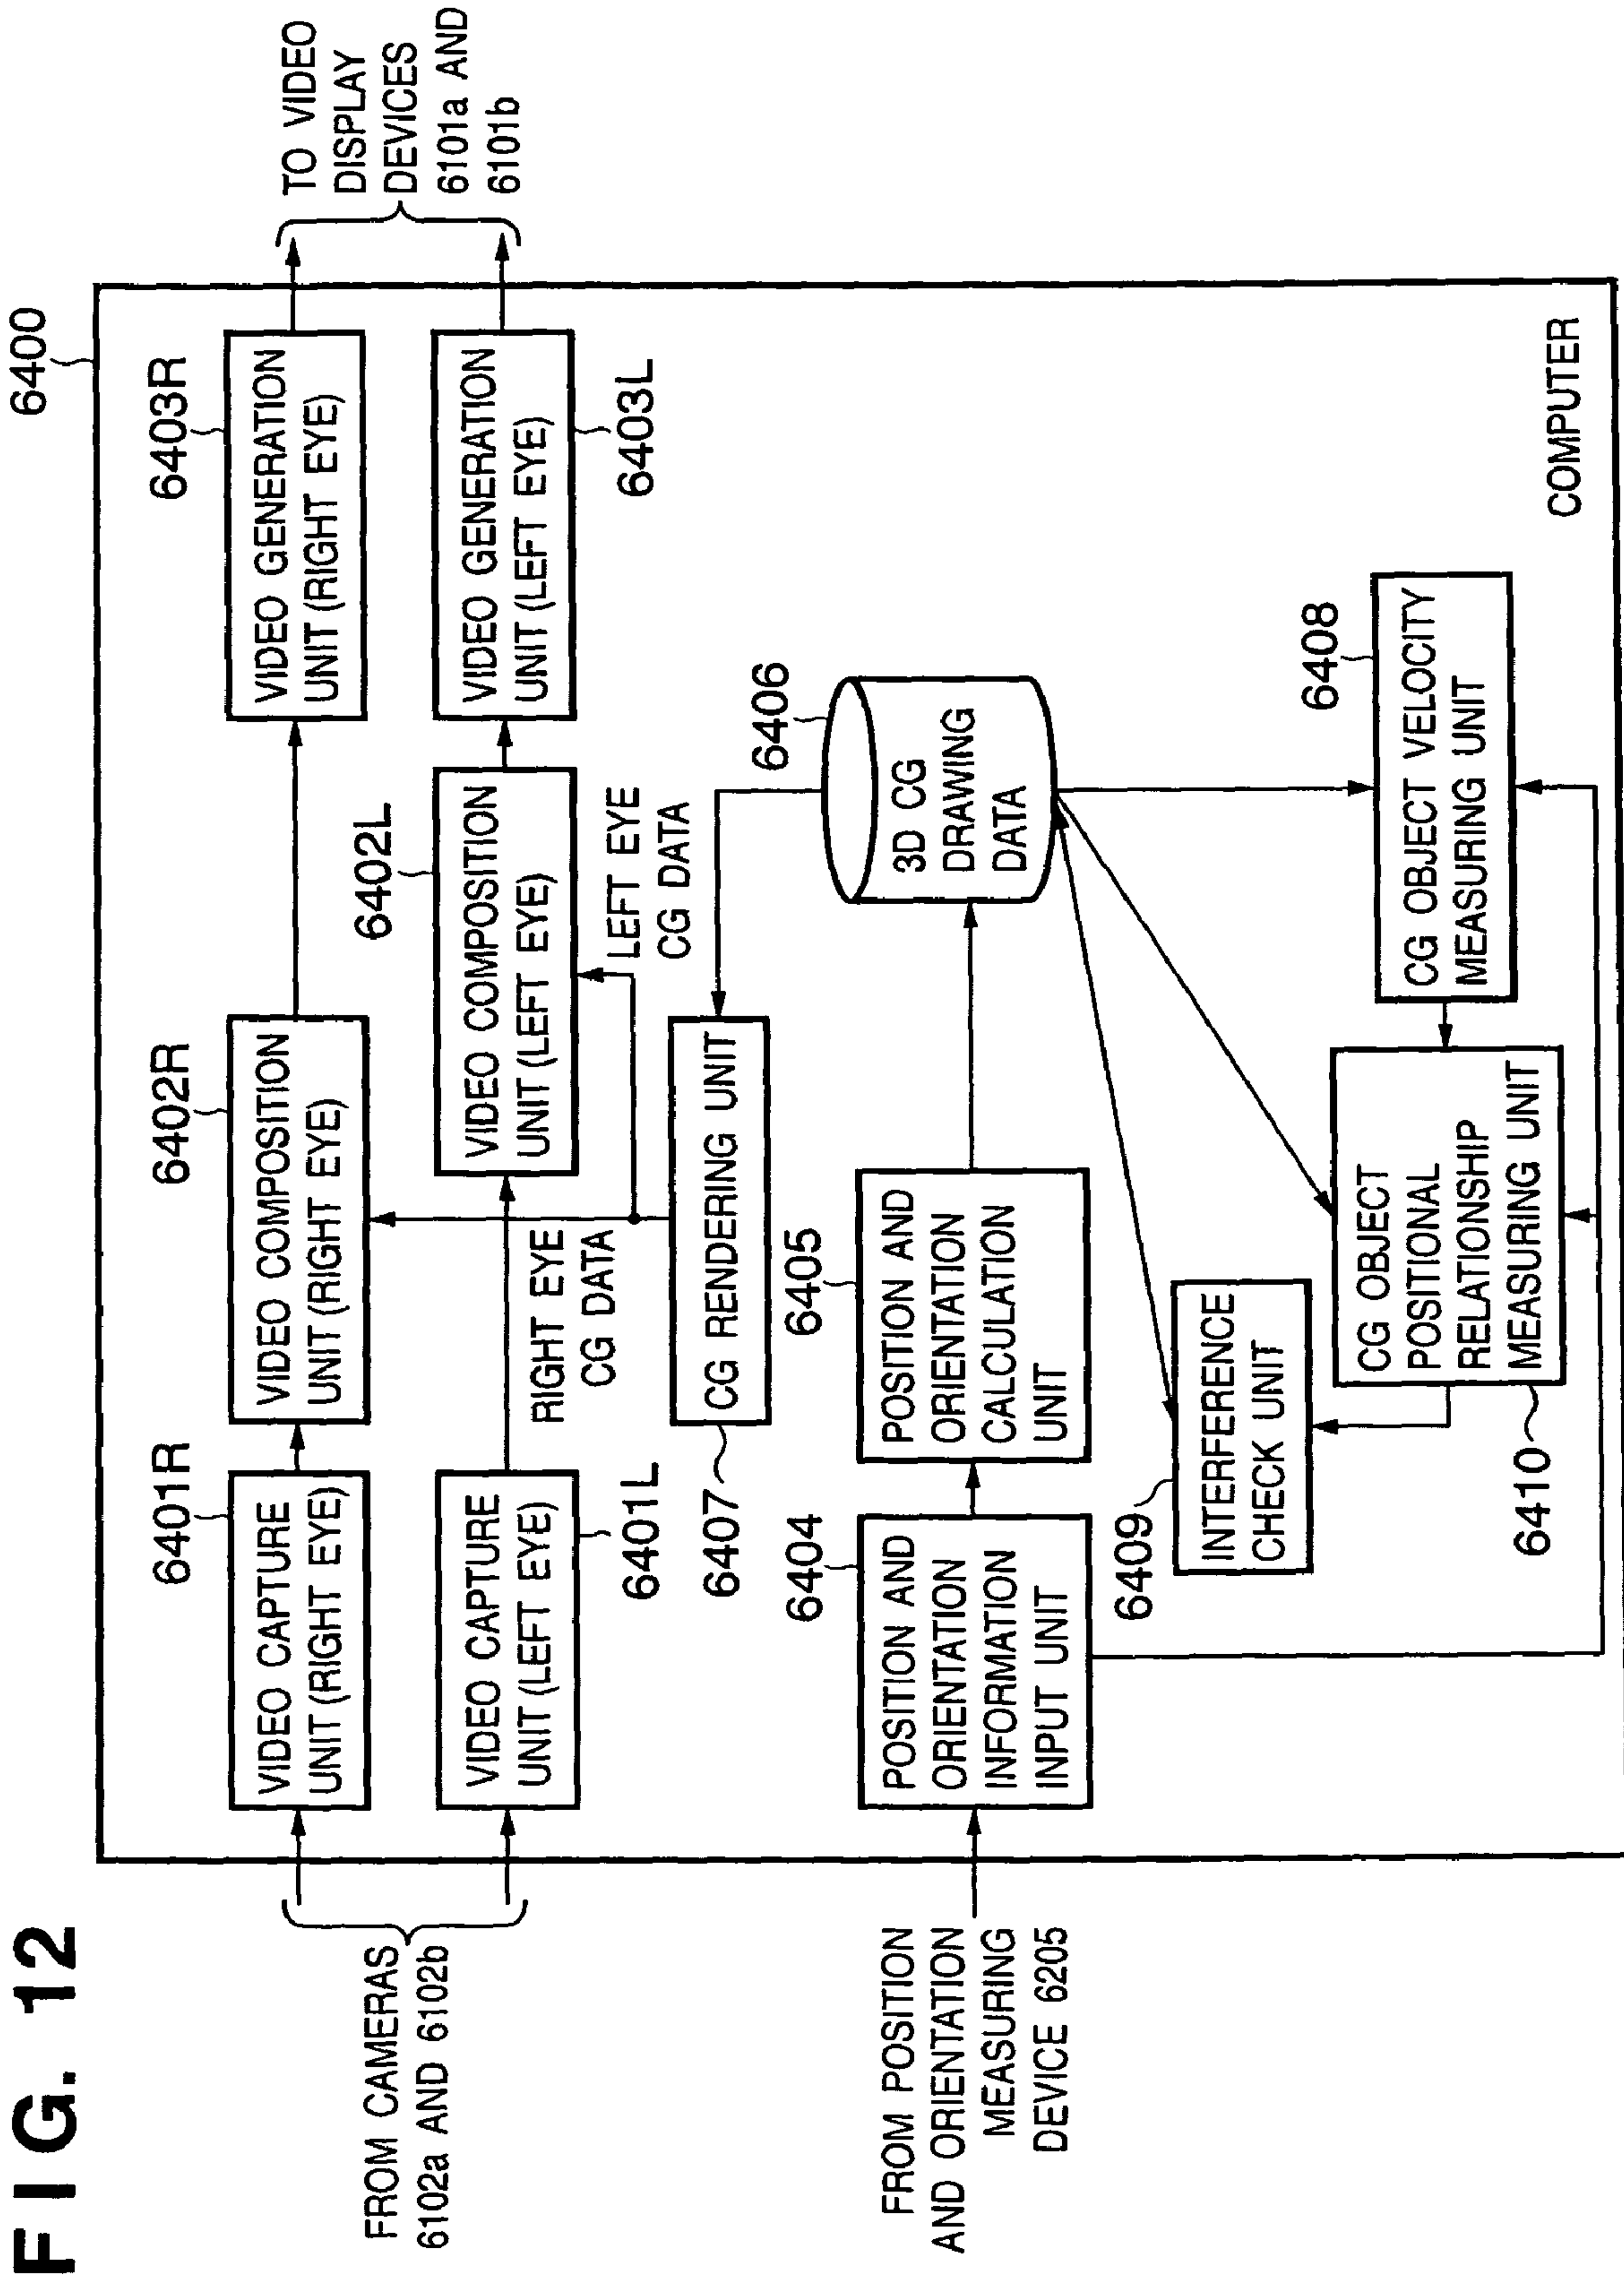 FIG. 12
6400
FROM CAMERAS
6102a AND 6102b
6401R
VIDEO CAPTURE
UNIT (RIGHT EYE)
6402R
VIDEO COMPOSITION
UNIT (RIGHT EYE)
6403R
VIDEO GENERATION
UNIT (RIGHT EYE)
TO VIDEO
DISPLAY
DEVICES
6101a AND
6101b
VIDEO CAPTURE
UNIT (LEFT EYE)
6401L
6402L
VIDEO COMPOSITION
UNIT (LEFT EYE)
VIDEO GENERATION
UNIT (LEFT EYE)
6403L
RIGHT EYE
CG DATA
LEFT EYE
CG DATA
6407
CG RENDERING UNIT
6406
3D CG
DRAWING
DATA
FROM POSITION
AND ORIENTATION
MEASURING
DEVICE 6205
6404
POSITION AND
ORIENTATION
INFORMATION
INPUT UNIT
6405
POSITION AND
ORIENTATION
CALCULATION
UNIT
6409
INTERFERENCE
CHECK UNIT
CG OBJECT
POSITIONAL
RELATIONSHIP
MEASURING UNIT
6410
6408
CG OBJECT VELOCITY
MEASURING UNIT
COMPUTER